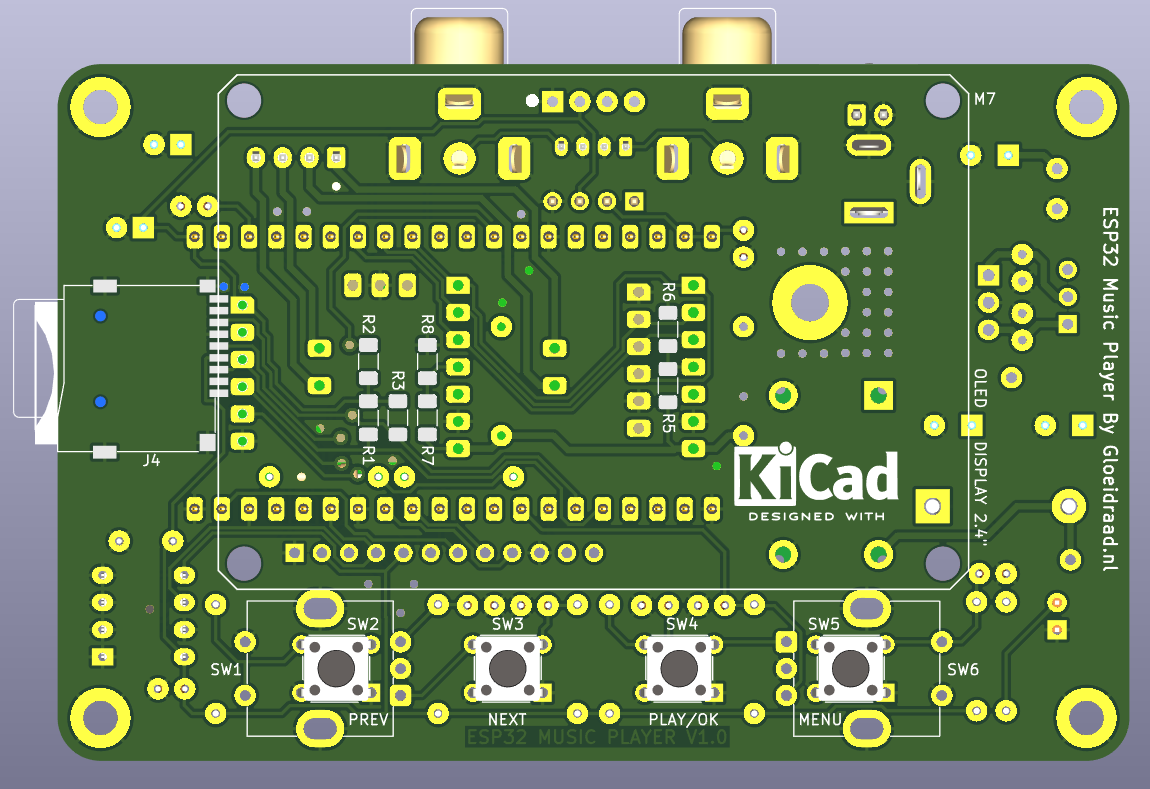 M7
R6
R2
R8
R3
R5
R1
R7
J4
OLED DISPLAY 2.4"
ESP32 Music Player By Gloeidraad.nl
KiCad
DESIGNED WITH
SW2
SW3
SW4
SW5
SW1
SW6
PREV
NEXT
PLAY/OK
MENU
ESP32 MUSIC PLAYER V1.0